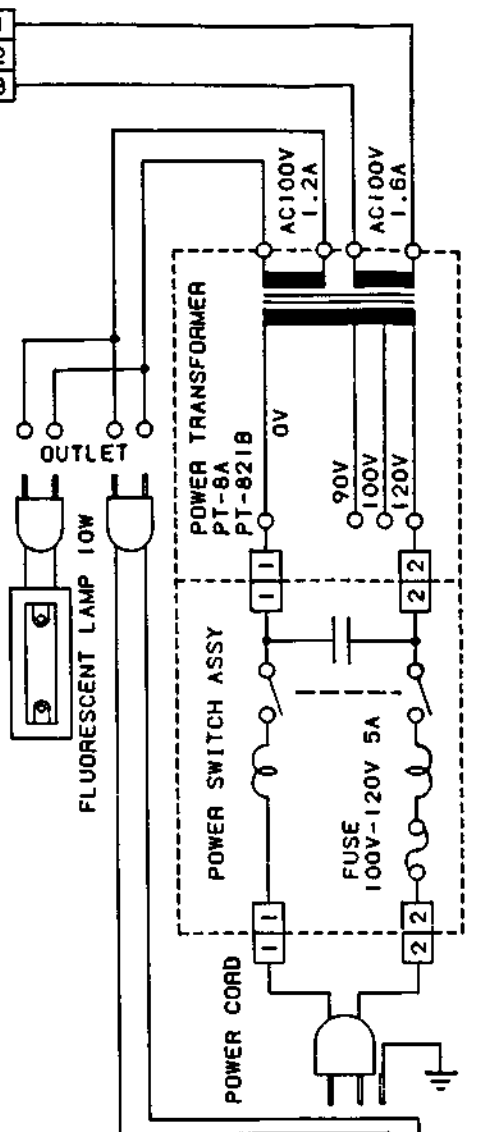 AC100V
1.2A
AC100V
1.6A
POWER TRANSFORMER
PT-8A
PT-821B
0V
90V
100V
120V
OUTLET
1 1
2 2
FLUORESCENT LAMP 10W
POWER SWITCH ASSY
FUSE
100V-120V 5A
1 1
2 2
POWER CORD